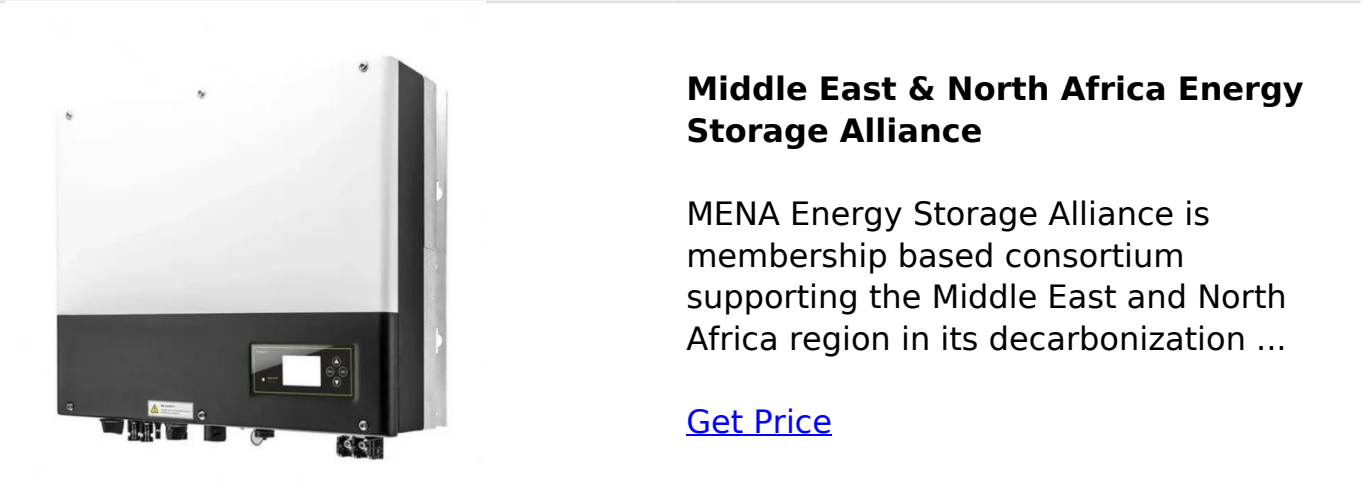 Middle East & North Africa Energy
Storage Alliance
MENA Energy Storage Alliance is
membership based consortium
supporting the Middle East and North
Africa region in its decarbonization ...
Get Price